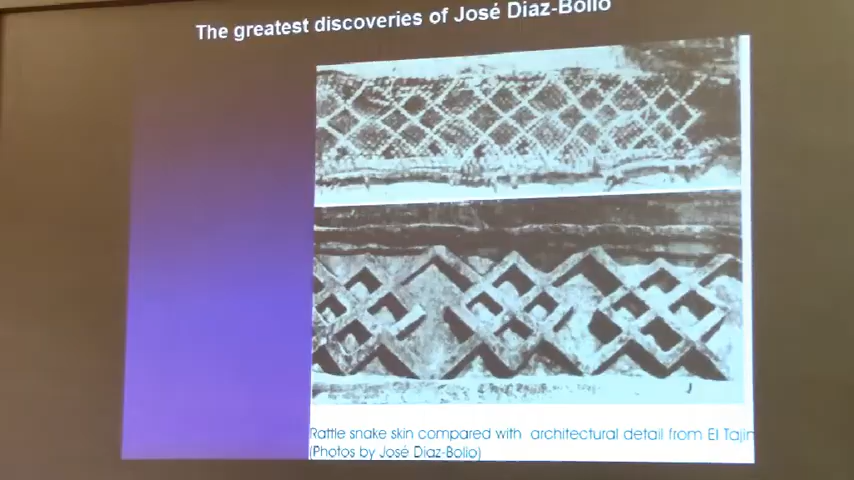 The greatest discoveries of José Diaz-Bolio
Rattle snake skin compared with architectural detail from El Tajin
(Photos by José Diaz-Bolio)